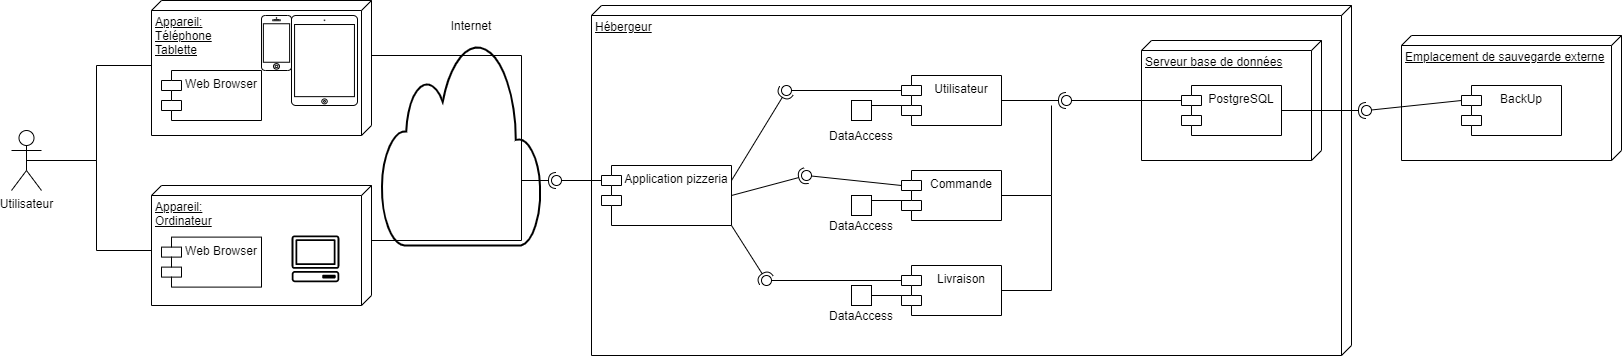 Utilisateur
Appareil:
Téléphone
Tablette
Web Browser
Appareil:
Ordinateur
Web Browser
Internet
Hébergeur
Application pizzeria
Utilisateur
DataAccess
Commande
DataAccess
Livraison
DataAccess
Serveur base de données
PostgreSQL
Emplacement de sauvegarde externe
BackUp